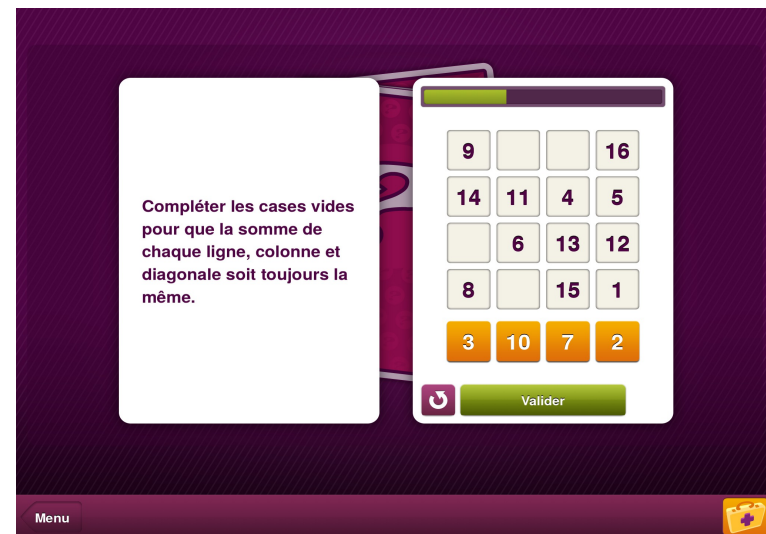 Compléter les cases vides
pour que la somme de
chaque ligne, colonne et
diagonale soit toujours la
même.
9 16
14 11 4 5
6 13 12
8 15 1
3 10 7 2
Valider
Menu